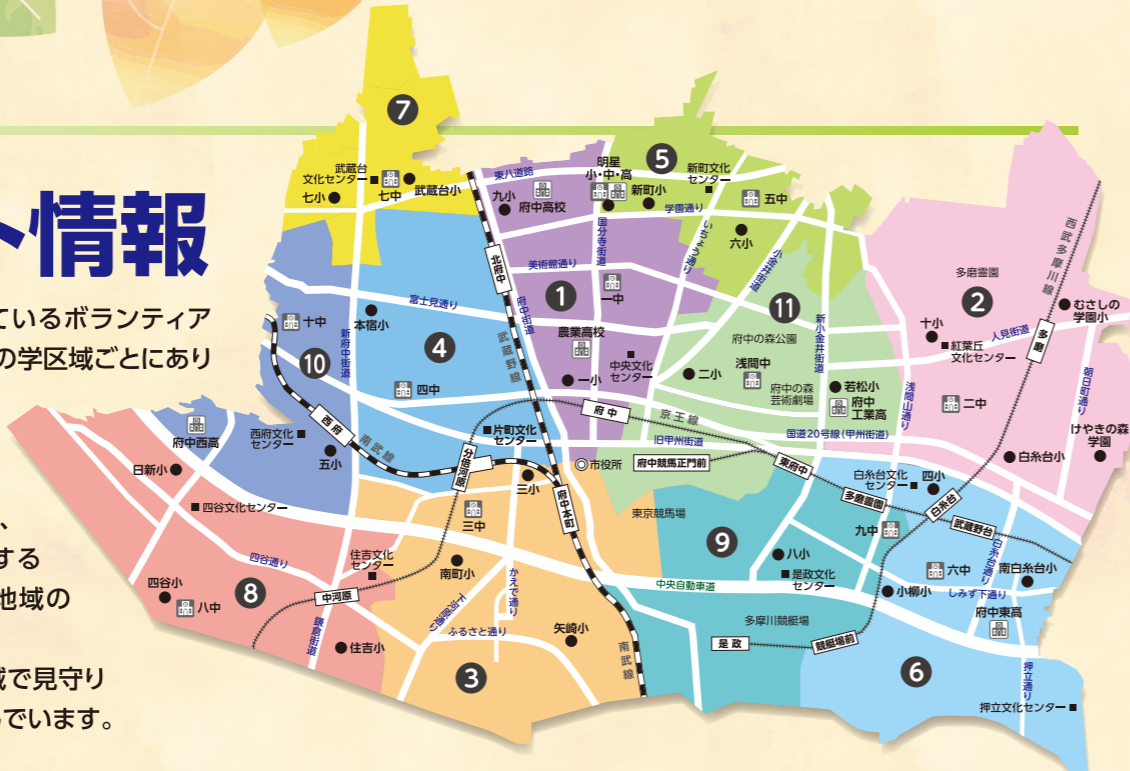 ト情報
ているボランティア
の学区域ごとにあり
、
する
地域の
域で見守り
でいます。
7
武蔵台
文化センター
七中
武蔵台小
七小
東八道路
九小
府中高校
明星
小・中・高
5
新町小
新町文化
センター
五中
学園通り
六小
国分寺街道
いちょう通り
小金井街道
北府中
美術館通り
府中街道
1
一中
農業高校
中央文化
センター
一小
11
府中の森公園
新小金井街道
二小
浅間中
府中の森
芸術劇場
若松小
府中
工業高
西武多摩川線
多磨霊園
2
むさしの
学園小
十小
人見街道
紅葉丘
文化センター
多磨
浅間山通り
二中
朝日町通り
けやきの森
学園
白糸台小
富士見通り
十中
本宿小
新府中街道
4
武蔵野線
10
四中
府中
京王線
旧甲州街道
国道20号線(甲州街道)
西府
南武線
片町文化
センター
分倍河原
府中西高
西府文化
センター
五小
市役所
府中競馬正門前
東府中
白糸台文化
センター
四小
多磨霊園
白糸台
武蔵野台
日新小
四谷文化センター
三小
府中本町
三中
東京競馬場
9
九中
白糸台通り
八小
是政文化
センター
六中
南白糸台小
四谷通り
住吉文化
センター
南町小
かえで通り
中央自動車道
小柳小
しみず下通り
府中東高
四谷小
八中
8
中河原
下河原通り
ふるさと通り
矢崎小
多摩川競艇場
是政
競艇場前
鎌倉街道
住吉小
3
南武線
6
押立通り
押立文化センター